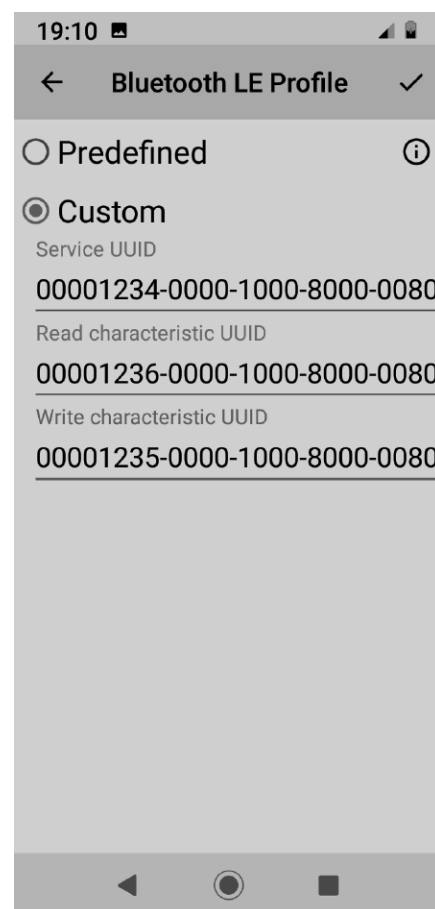 19:10
Bluetooth LE Profile
Predefined
Custom
Service UUID
00001234-0000-1000-8000-0080
Read characteristic UUID
00001236-0000-1000-8000-0080
Write characteristic UUID
00001235-0000-1000-8000-0080